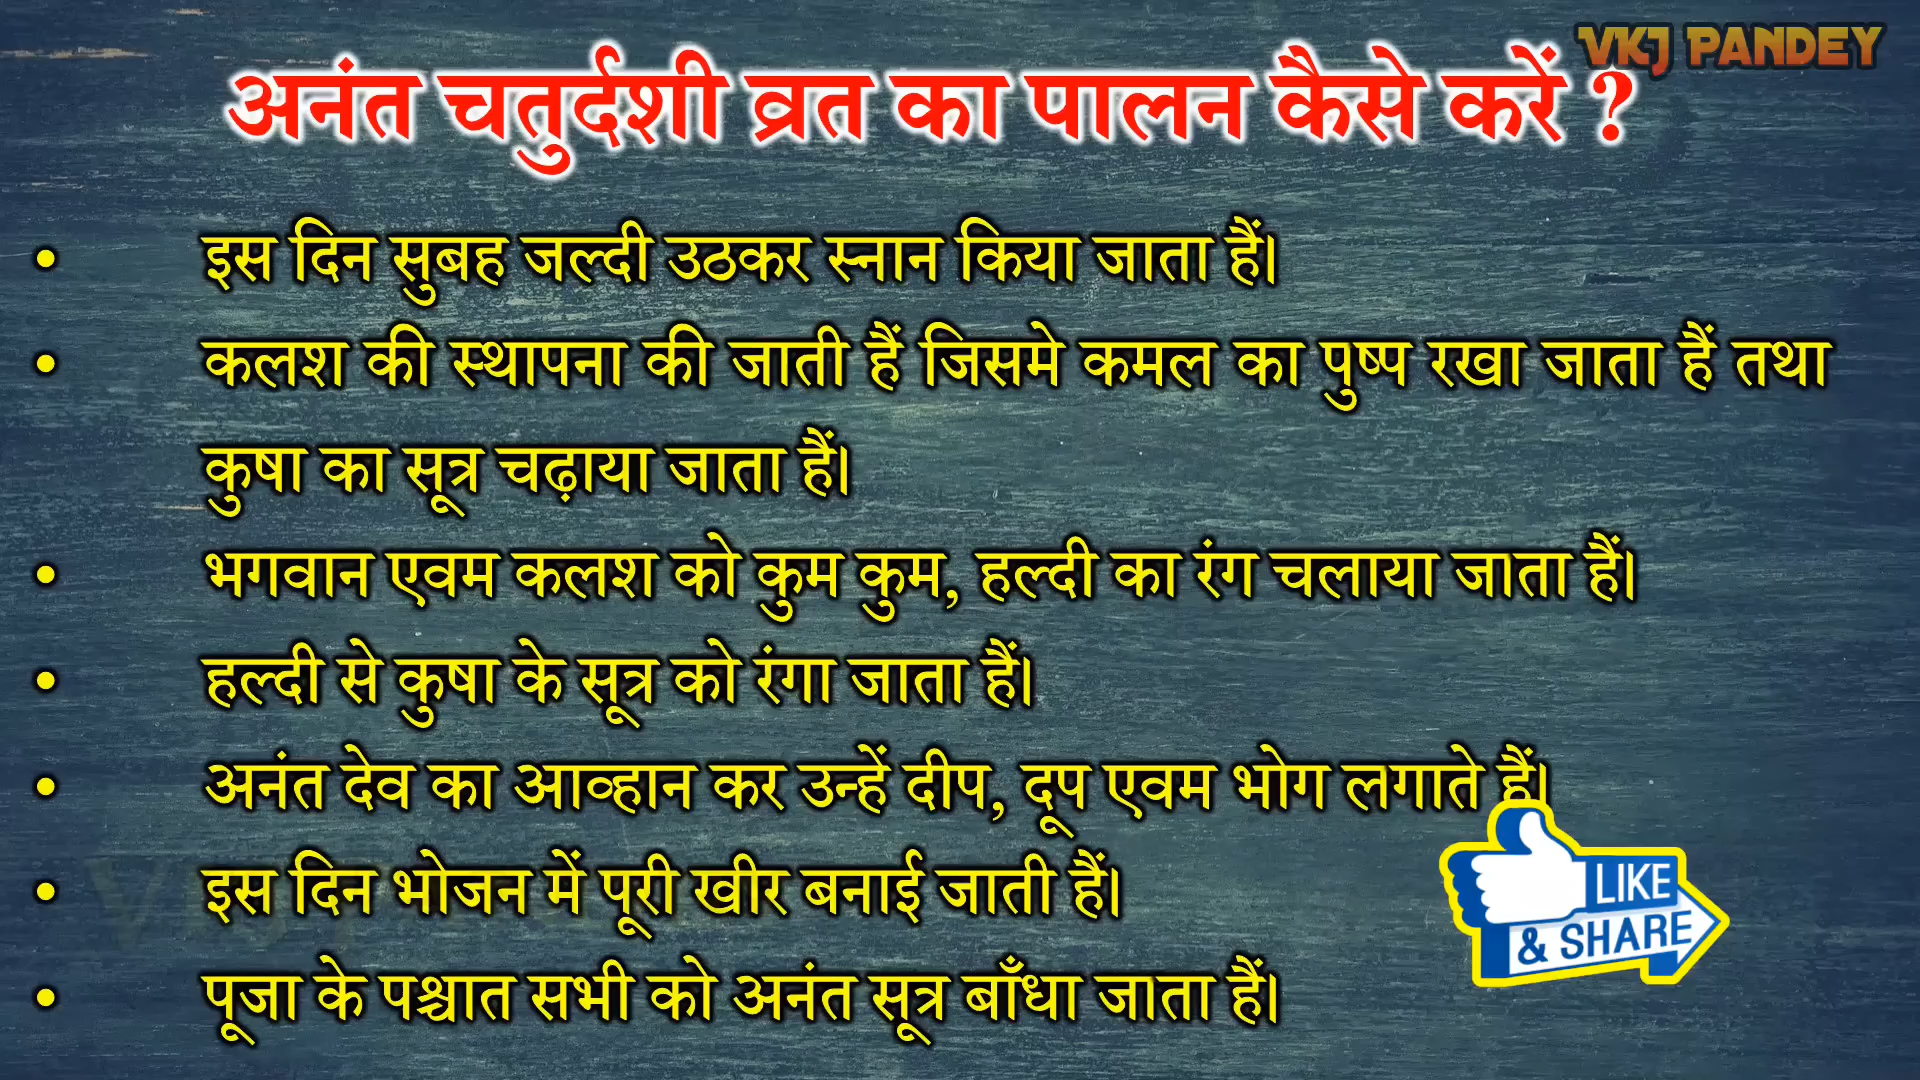 VKJ PANDEY
अनंत चतुर्दशी व्रत का पालन कैसे करें ?
• इस दिन सुबह जल्दी उठकर स्नान किया जाता हैं।
• कलश की स्थापना की जाती हैं जिसमे कमल का पुष्प रखा जाता हैं तथा
कुषा का सूत्र चढ़ाया जाता हैं।
• भगवान एवम कलश को कुम कुम, हल्दी का रंग चलाया जाता हैं।
• हल्दी से कुषा के सूत्र को रंगा जाता हैं।
• अनंत देव का आव्हान कर उन्हें दीप, दूप एवम भोग लगाते हैं।
• इस दिन भोजन में पूरी खीर बनाई जाती हैं।
• पूजा के पश्चात सभी को अनंत सूत्र बाँधा जाता हैं।
LIKE
& SHARE